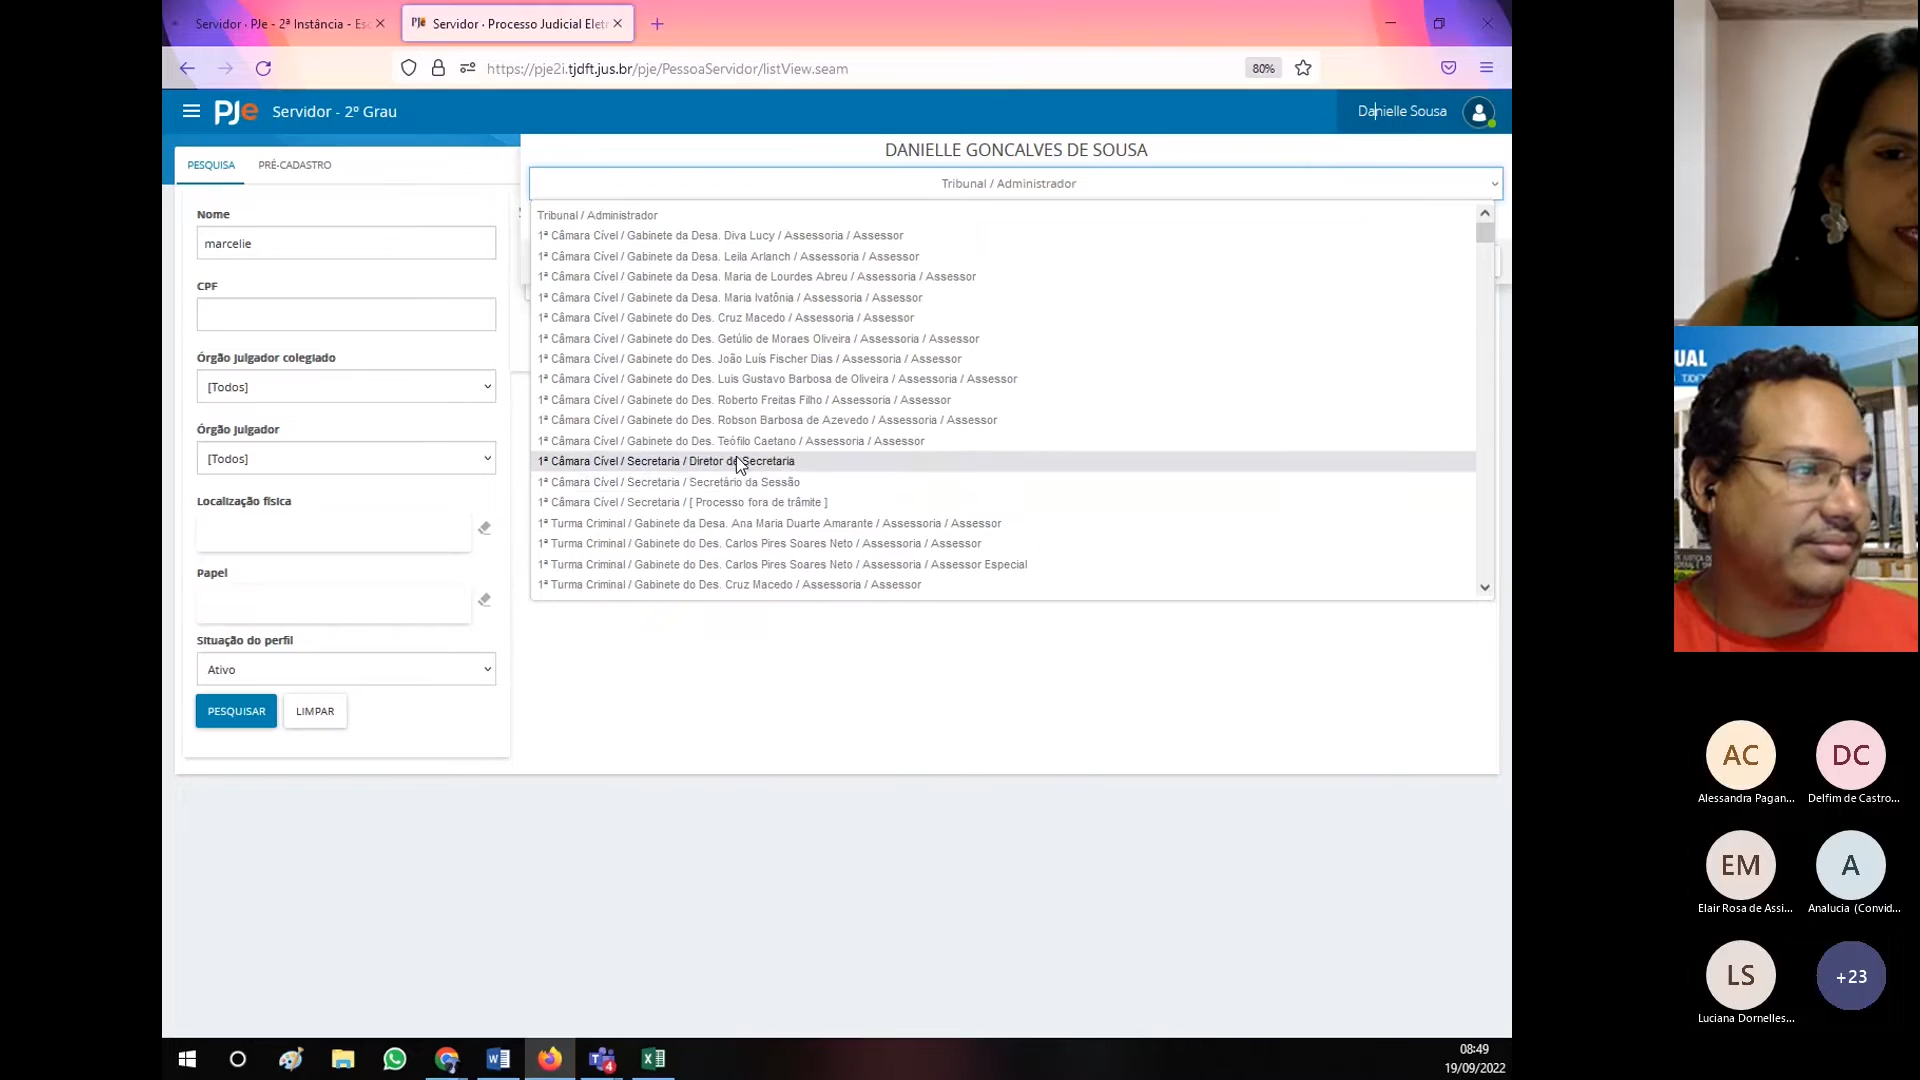 Servidor · PJe - 2ª Instância - Esc
PJe Servidor · Processo Judicial Elet
https://pje2i.tjdft.jus.br/pje/PessoaServidor/listView.seam
80%
PJe Servidor - 2º Grau
Danielle Sousa
PESQUISA PRÉ-CADASTRO
DANIELLE GONCALVES DE SOUSA
Tribunal / Administrador
Nome
marcelie
CPF
Órgão julgador colegiado
[Todos]
Órgão julgador
[Todos]
Localização física
Papel
Situação do perfil
Ativo
PESQUISAR LIMPAR
Tribunal / Administrador
1ª Câmara Cível / Gabinete da Desa. Diva Lucy / Assessoria / Assessor
1ª Câmara Cível / Gabinete da Desa. Leila Arlanch / Assessoria / Assessor
1ª Câmara Cível / Gabinete da Desa. Maria de Lourdes Abreu / Assessoria / Assessor
1ª Câmara Cível / Gabinete da Desa. Maria Ivatônia / Assessoria / Assessor
1ª Câmara Cível / Gabinete do Des. Cruz Macedo / Assessoria / Assessor
1ª Câmara Cível / Gabinete do Des. Getúlio de Moraes Oliveira / Assessoria / Assessor
1ª Câmara Cível / Gabinete do Des. João Luís Fischer Dias / Assessoria / Assessor
1ª Câmara Cível / Gabinete do Des. Luis Gustavo Barbosa de Oliveira / Assessoria / Assessor
1ª Câmara Cível / Gabinete do Des. Roberto Freitas Filho / Assessoria / Assessor
1ª Câmara Cível / Gabinete do Des. Robson Barbosa de Azevedo / Assessoria / Assessor
1ª Câmara Cível / Gabinete do Des. Teófilo Caetano / Assessoria / Assessor
1ª Câmara Cível / Secretaria / Diretor de Secretaria
1ª Câmara Cível / Secretaria / Secretário da Sessão
1ª Câmara Cível / Secretaria / [ Processo fora de trâmite ]
1ª Turma Criminal / Gabinete da Desa. Ana Maria Duarte Amarante / Assessoria / Assessor
1ª Turma Criminal / Gabinete do Des. Carlos Pires Soares Neto / Assessoria / Assessor
1ª Turma Criminal / Gabinete do Des. Carlos Pires Soares Neto / Assessoria / Assessor Especial
1ª Turma Criminal / Gabinete do Des. Cruz Macedo / Assessoria / Assessor
UAL
TJDFT
AC DC
Alessandra Pagan... Delfim de Castro...
EM A
Elair Rosa de Assi... Analucia (Convid...
LS +23
Luciana Dornelles...
4
08:49
19/09/2022